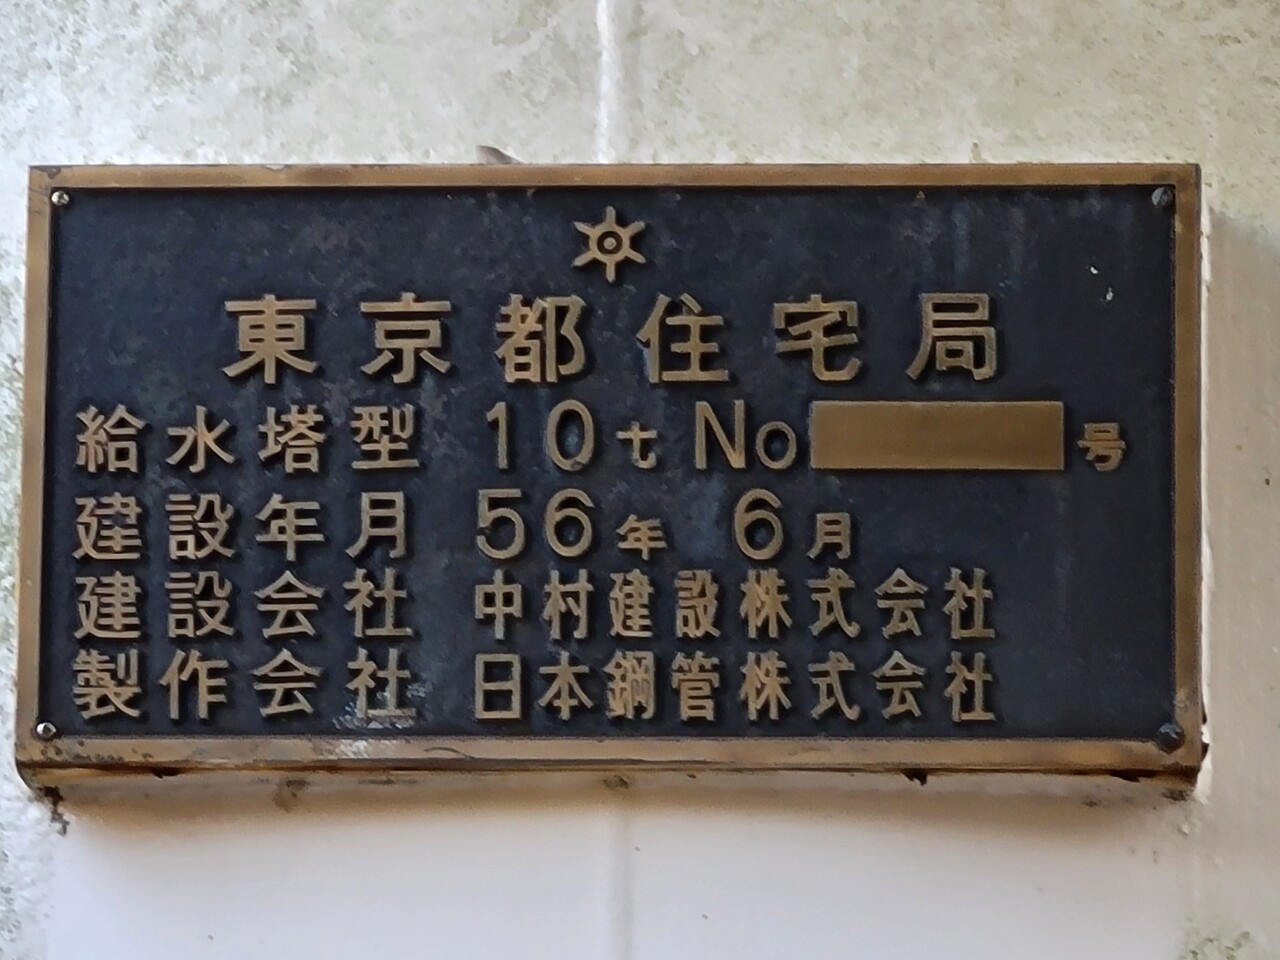 東京都住宅局
給水塔型 10t No 号
建設年月 56年 6月
建設会社 中村建設株式会社
製作会社 日本鋼管株式会社